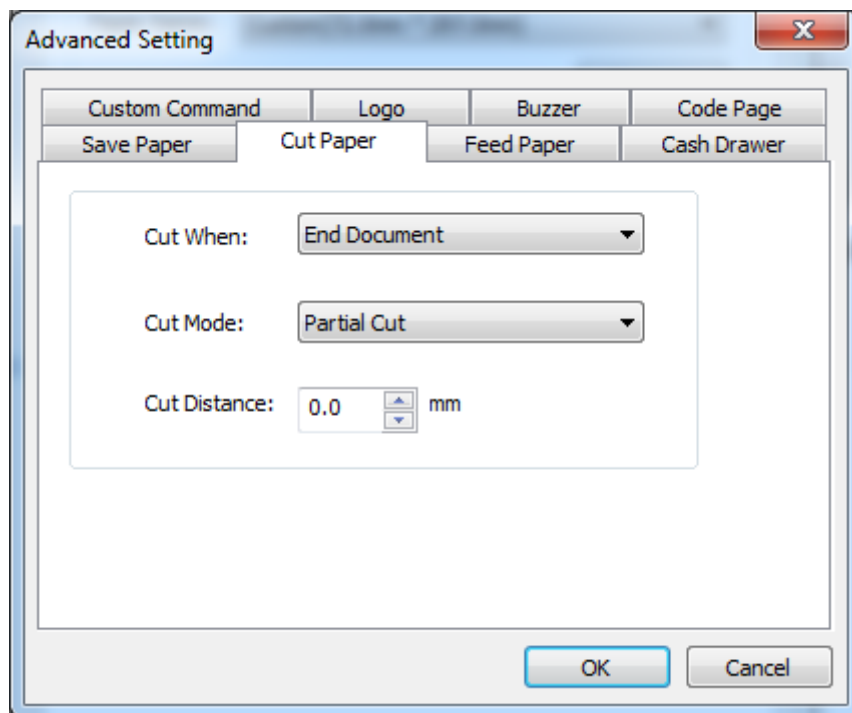 Advanced Setting
Custom Command Logo Buzzer Code Page
Save Paper Cut Paper Feed Paper Cash Drawer
Cut When: End Document
Cut Mode: Partial Cut
Cut Distance: 0.0 mm
OK Cancel